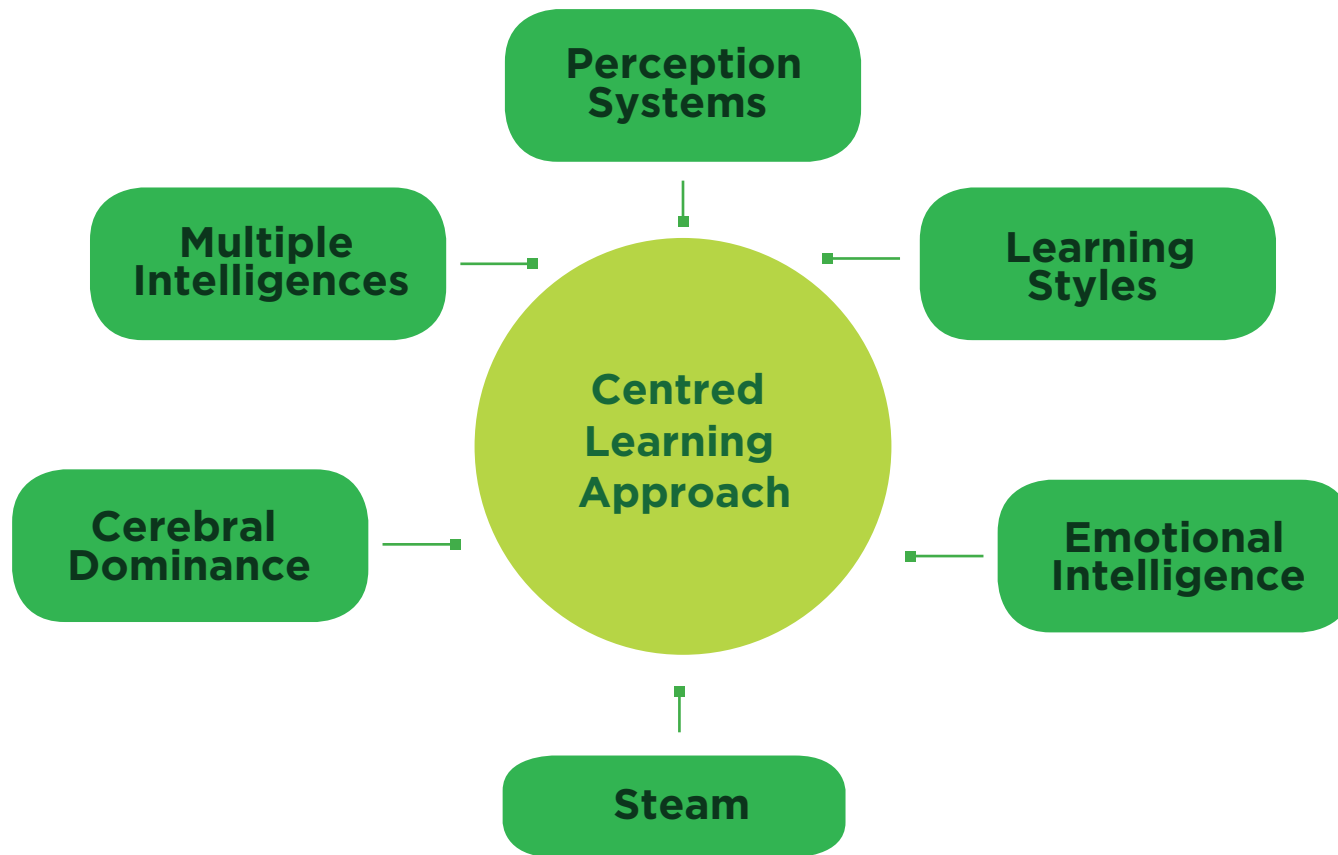 Perception
Systems
Multiple
Intelligences
Learning
Styles
Centred
Learning
Approach
Cerebral
Dominance
Emotional
Intelligence
Steam